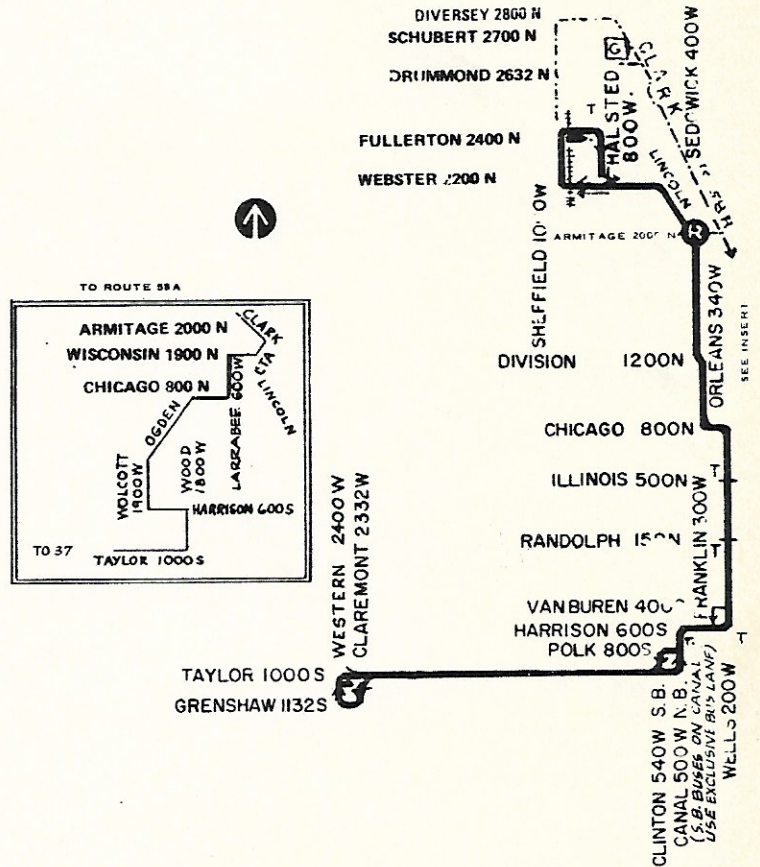 DIVERSEY 2800 N
SCHUBERT 2700 N
DRUMMOND 2632 N
FULLERTON 2400 N
WEBSTER 2200 N
G
CLARK
HALSTED
800W.
SEDGWICK 400W
LINCOLN
HRS
T
SHEFFIELD
ARMITAGE
N
ORLEANS 340W
SEE INSERT
DIVISION 1200N
CHICAGO 800N
ILLINOIS 500N
T
RANDOLPH
T
FRANKLIN 300W
VAN BUREN
HARRISON 600S
POLK 800S
T
WELLS 200W
CLINTON 540W S.B.
CANAL 500W N.B.
(S.B. BUSES ON CANAL
USE EXCLUSIVE BUS LANE)
WESTERN 2400W
CLAREMONT 2332W
TAYLOR 1000S
GRENSHAW 1132S
TO ROUTE 58A
ARMITAGE 2000 N
CLARK
WISCONSIN 1900 N
CTA
LINCOLN
CHICAGO 800 N
LARRABEE 600W
OGDEN
WOLCOTT
1900W
WOOD
1800W
HARRISON 600S
TO 37
TAYLOR 1000S